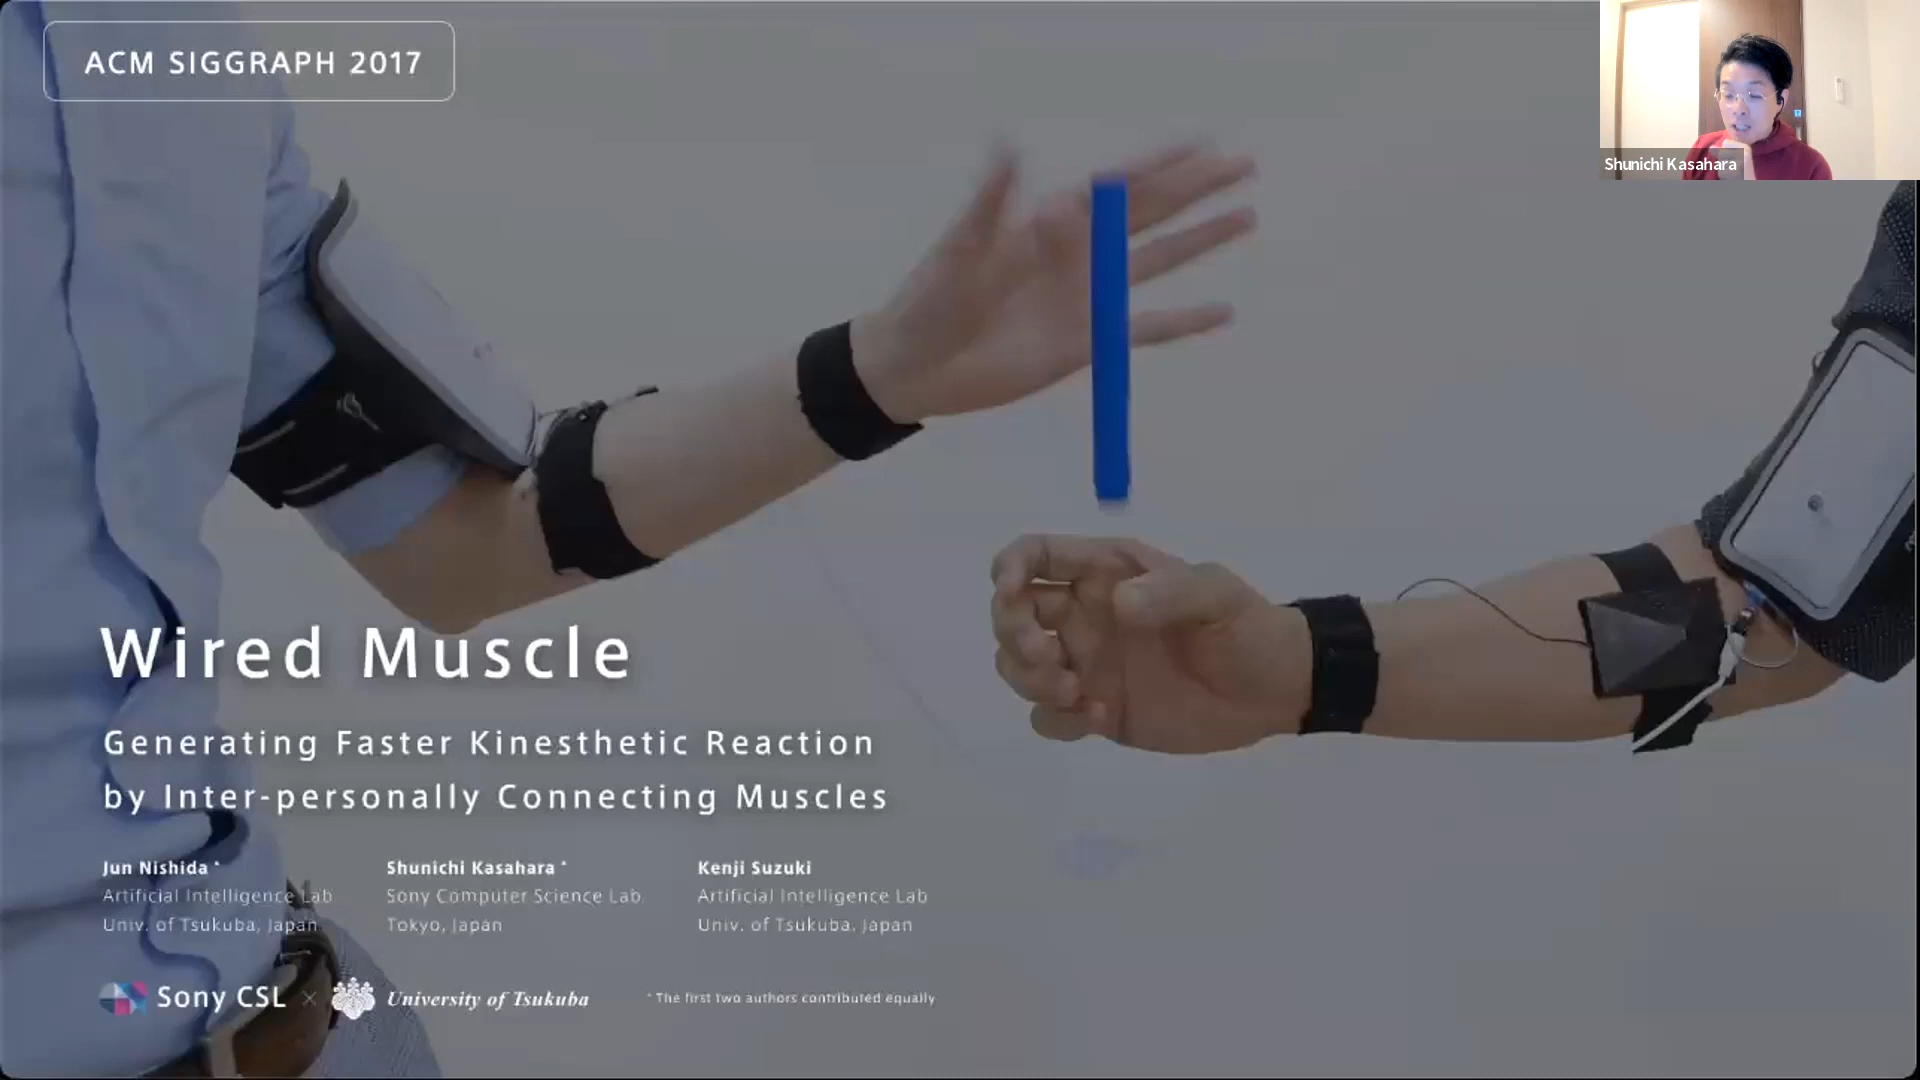 ACM SIGGRAPH 2017
Shunichi Kasahara
Wired Muscle
Generating Faster Kinesthetic Reaction
by Inter-personally Connecting Muscles
Jun Nishida *
Artificial Intelligence Lab
Univ. of Tsukuba, Japan
Shunichi Kasahara *
Sony Computer Science Lab.
Tokyo, Japan
Kenji Suzuki
Artificial Intelligence Lab
Univ. of Tsukuba, Japan
Sony CSL × University of Tsukuba
* The first two authors contributed equally